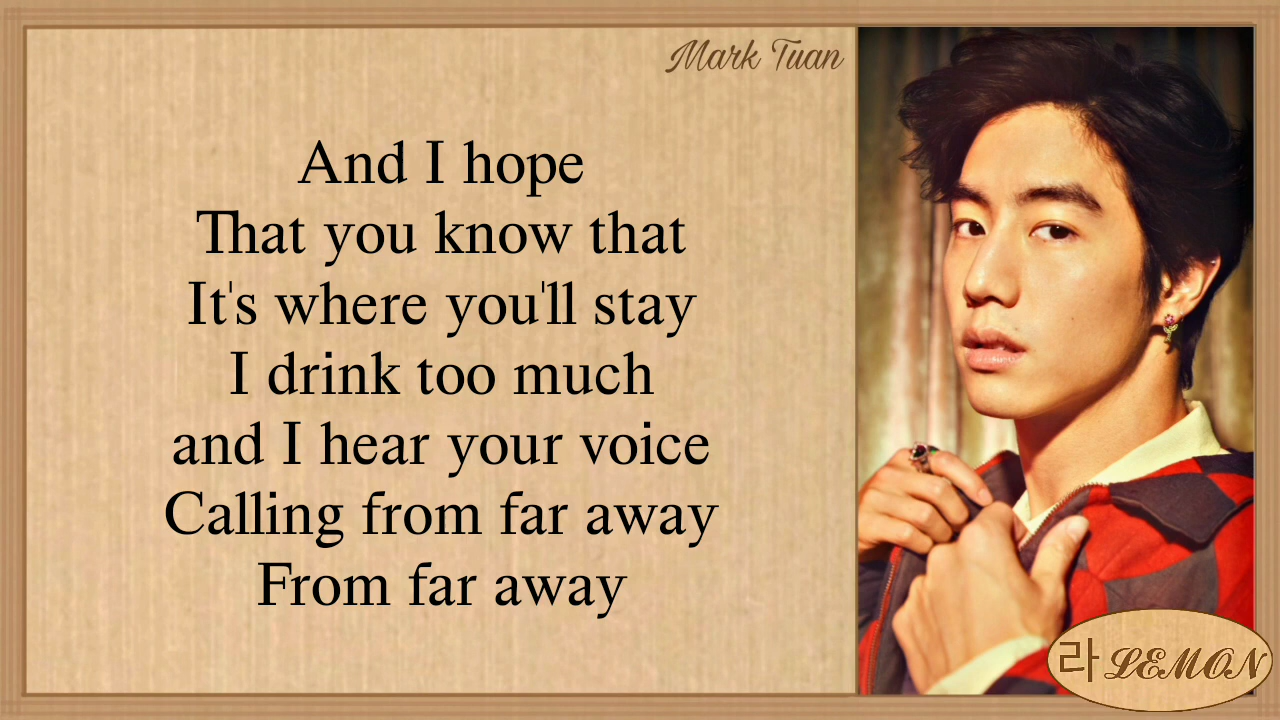 Mark Tuan
And I hope
That you know that
It's where you'll stay
I drink too much
and I hear your voice
Calling from far away
From far away
라 LEMON